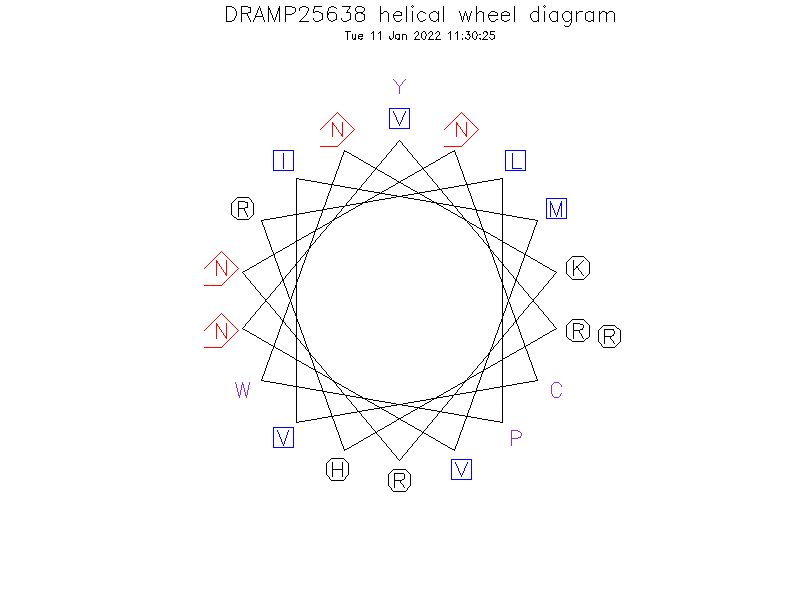 DRAMP25638 helical wheel diagram
Tue 11 Jan 2022 11:30:25
Y
N V N
I L
R M
N K
N R R
W C
V P
H R V